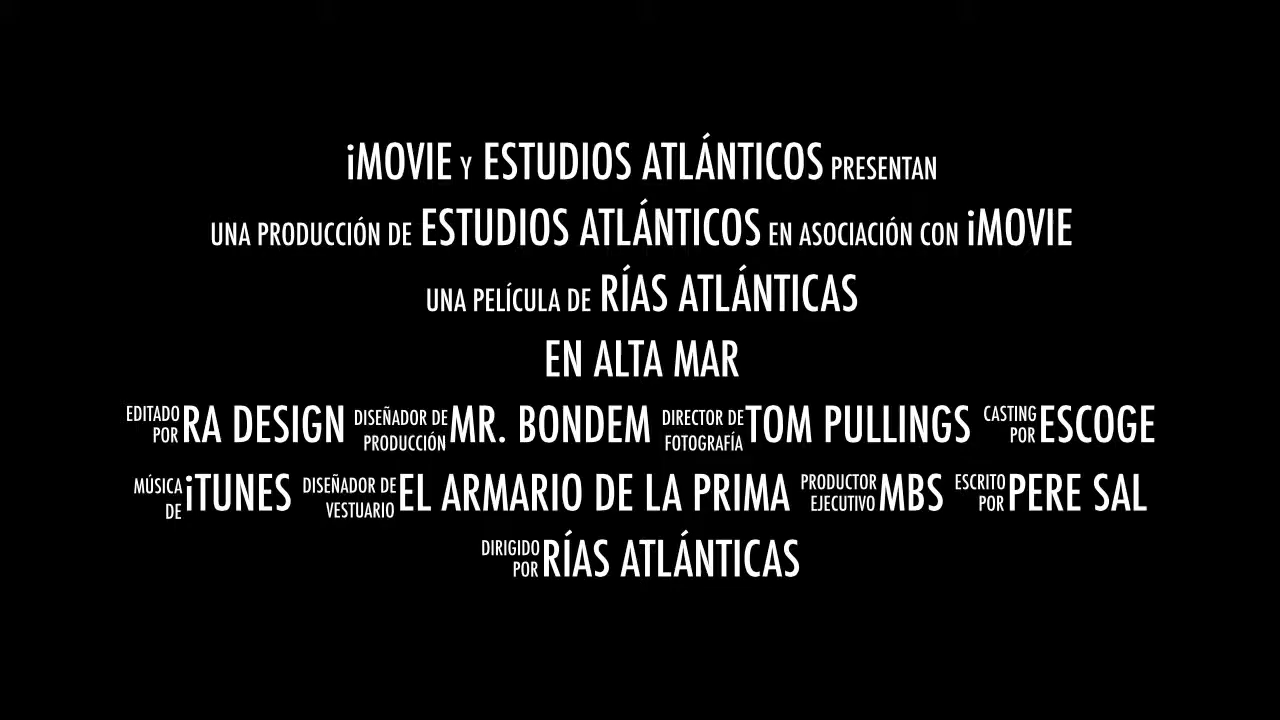 iMOVIE Y ESTUDIOS ATLÁNTICOS PRESENTAN
UNA PRODUCCIÓN DE ESTUDIOS ATLÁNTICOS EN ASOCIACIÓN CON iMOVIE
UNA PELÍCULA DE RÍAS ATLÁNTICAS
EN ALTA MAR
EDITADO POR RA DESIGN DISEÑADOR DE PRODUCCIÓN MR. BONDEM DIRECTOR DE FOTOGRAFÍA TOM PULLINGS CASTING POR ESCOGE
MÚSICA DE iTUNES DISEÑADOR DE VESTUARIO EL ARMARIO DE LA PRIMA PRODUCTOR EJECUTIVO MBS ESCRITO POR PERE SAL
DIRIGIDO POR RÍAS ATLÁNTICAS